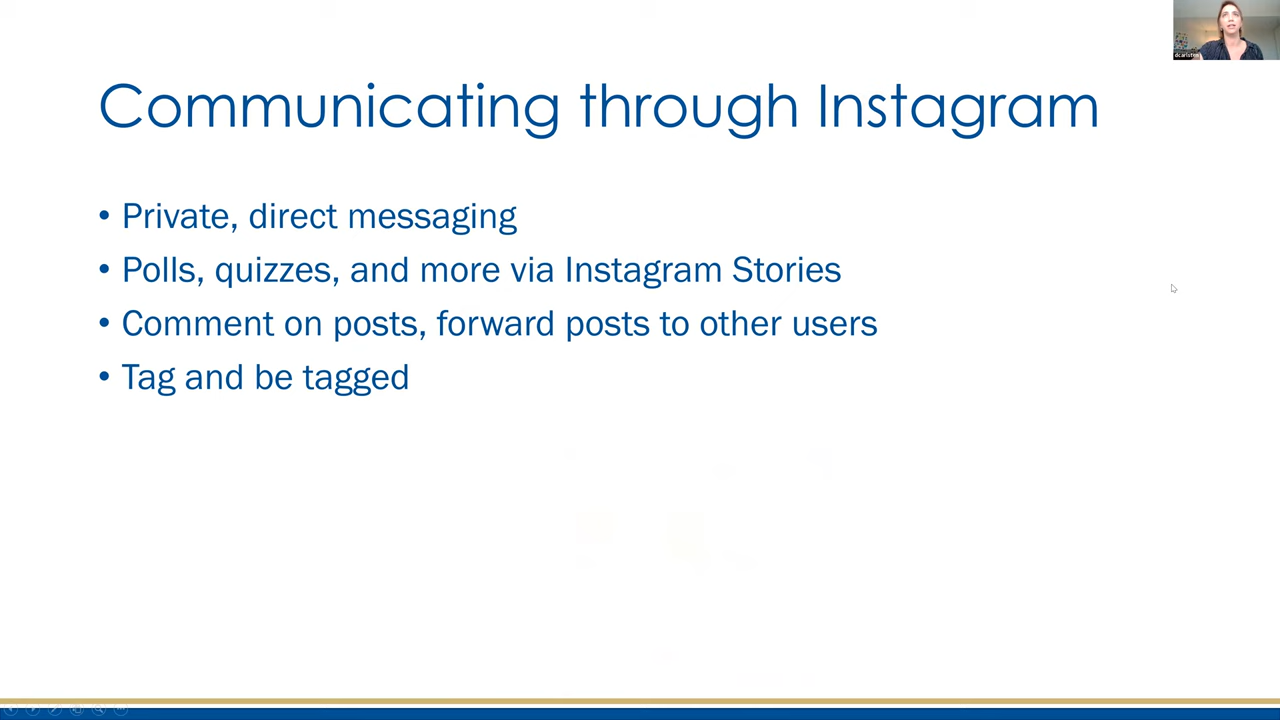 Communicating through Instagram
• Private, direct messaging
• Polls, quizzes, and more via Instagram Stories
• Comment on posts, forward posts to other users
• Tag and be tagged